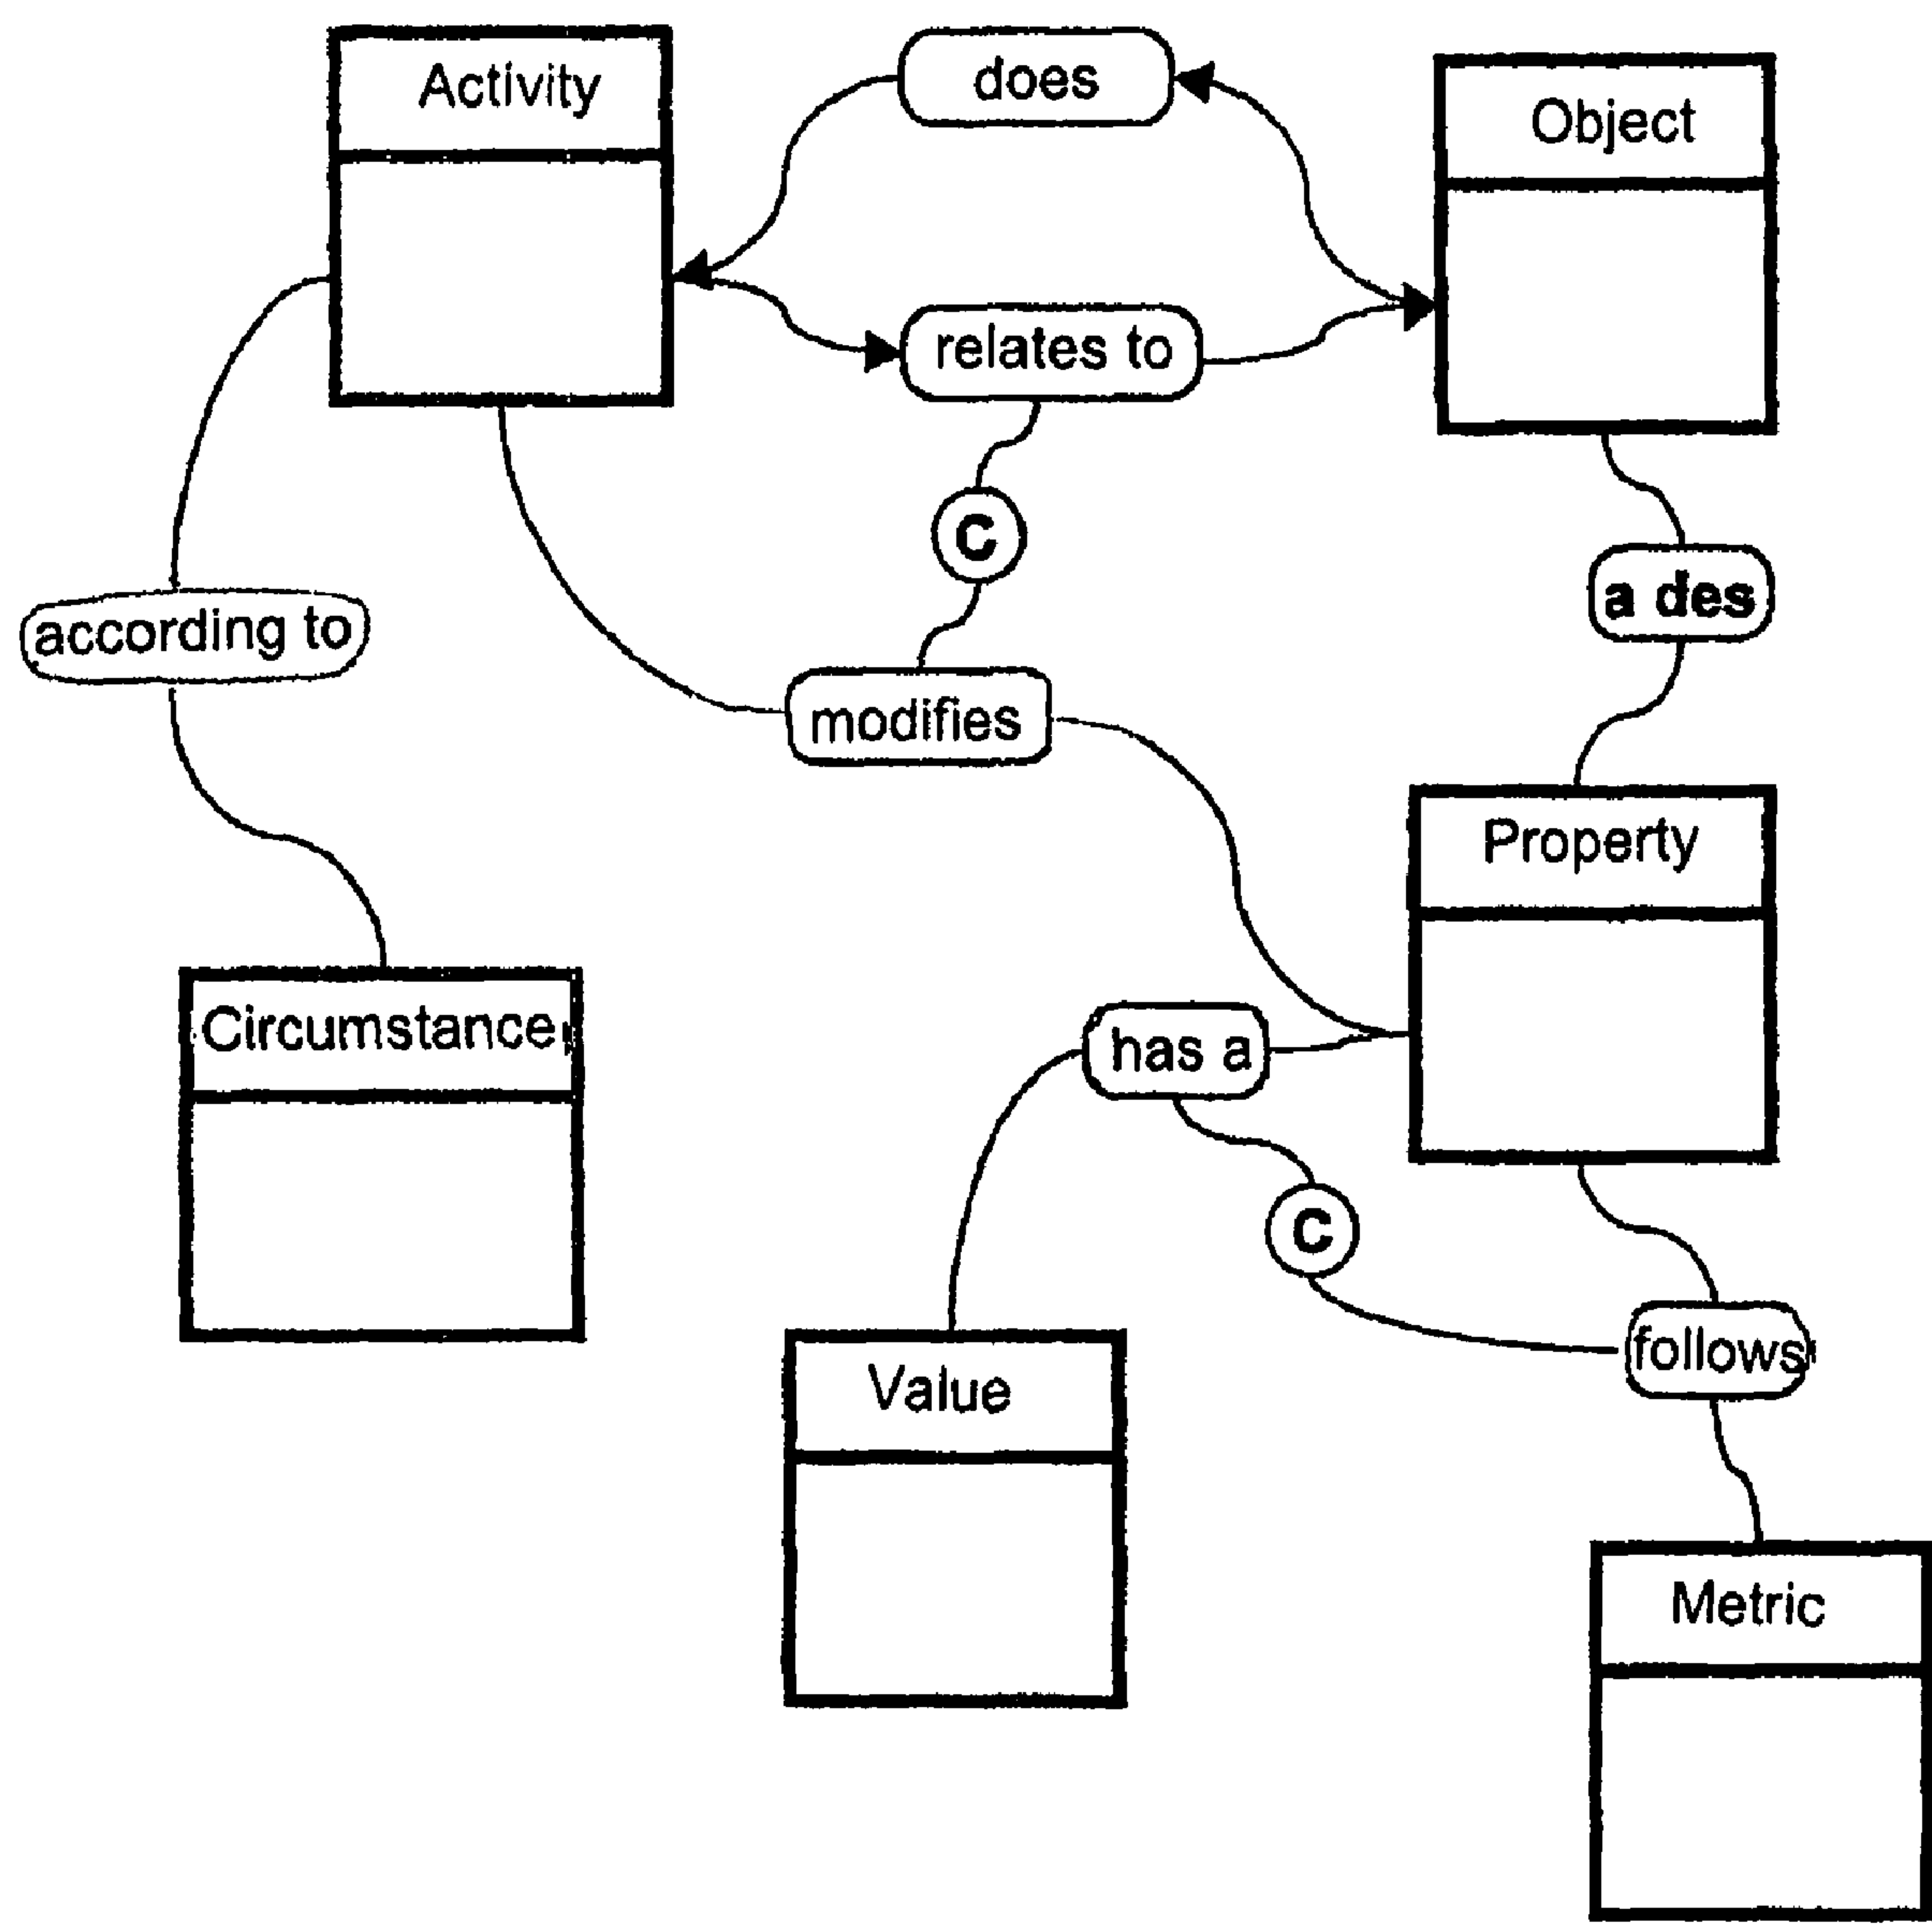 Activity
does
Object
relates to
C
a des
according to
modifies
Property
Circumstance
has a
C
follows
Value
Metric